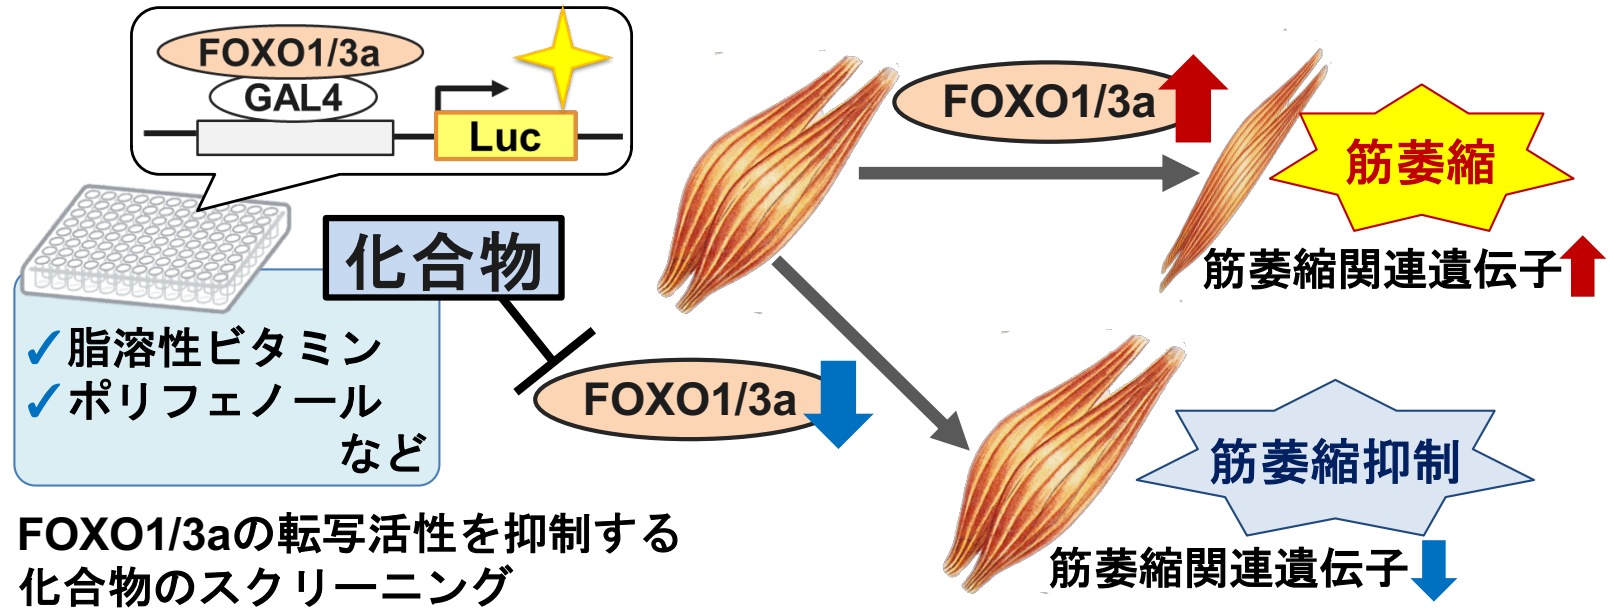 FOXO1/3a
GAL4
Luc
化合物
✓脂溶性ビタミン
✓ポリフェノール
など
FOXO1/3aの転写活性を抑制する
化合物のスクリーニング
FOXO1/3a
筋萎縮
筋萎縮関連遺伝子
FOXO1/3a
筋萎縮抑制
筋萎縮関連遺伝子